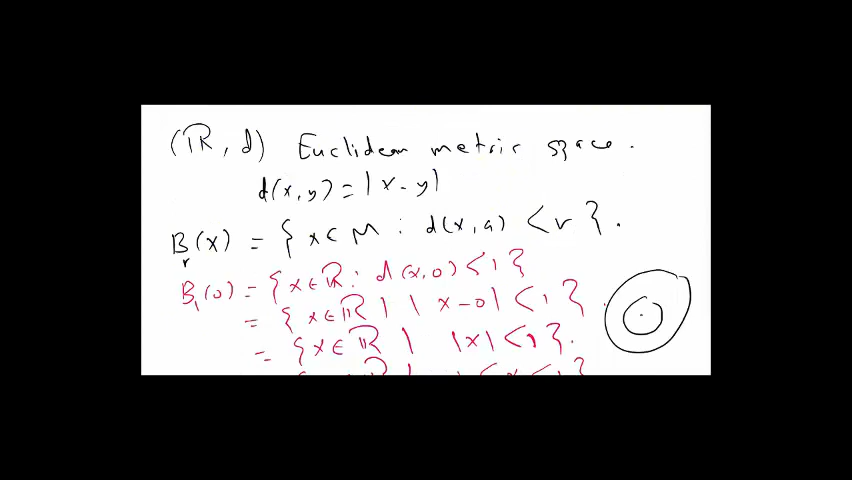 (ℝ, d) Euclidean metric space.
d(x, y) = |x - y|
B_r(x) = { x ∈ M : d(x, a) < r }.
B_1(0) = { x ∈ ℝ : d(x, 0) < 1 }
= { x ∈ ℝ | |x - 0| < 1 }.
= { x ∈ ℝ | |x| < 1 }.